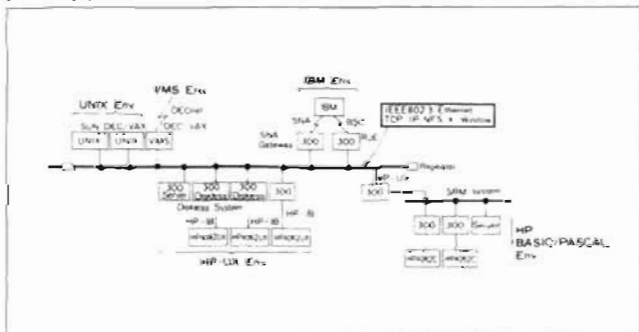 IBM Env
VMS Env
UNIX Env
DECnet
IBM
IEEE802.3 Ethernet
TCP/IP NFS X Window
SNA
BSC
Sun DEC VAX
DEC VAX
SNA
Gateway
300
300
RJE
UNIX
UNIX
VMS
Repeater
300
Server
300
Diskless
300
Diskless
300
HP-UX
300
SRM System
Diskless System
HP-IB
HP-IB
HP-IB
300
300
Server
HP
BASIC/PASCAL
Env
HP-UX Env